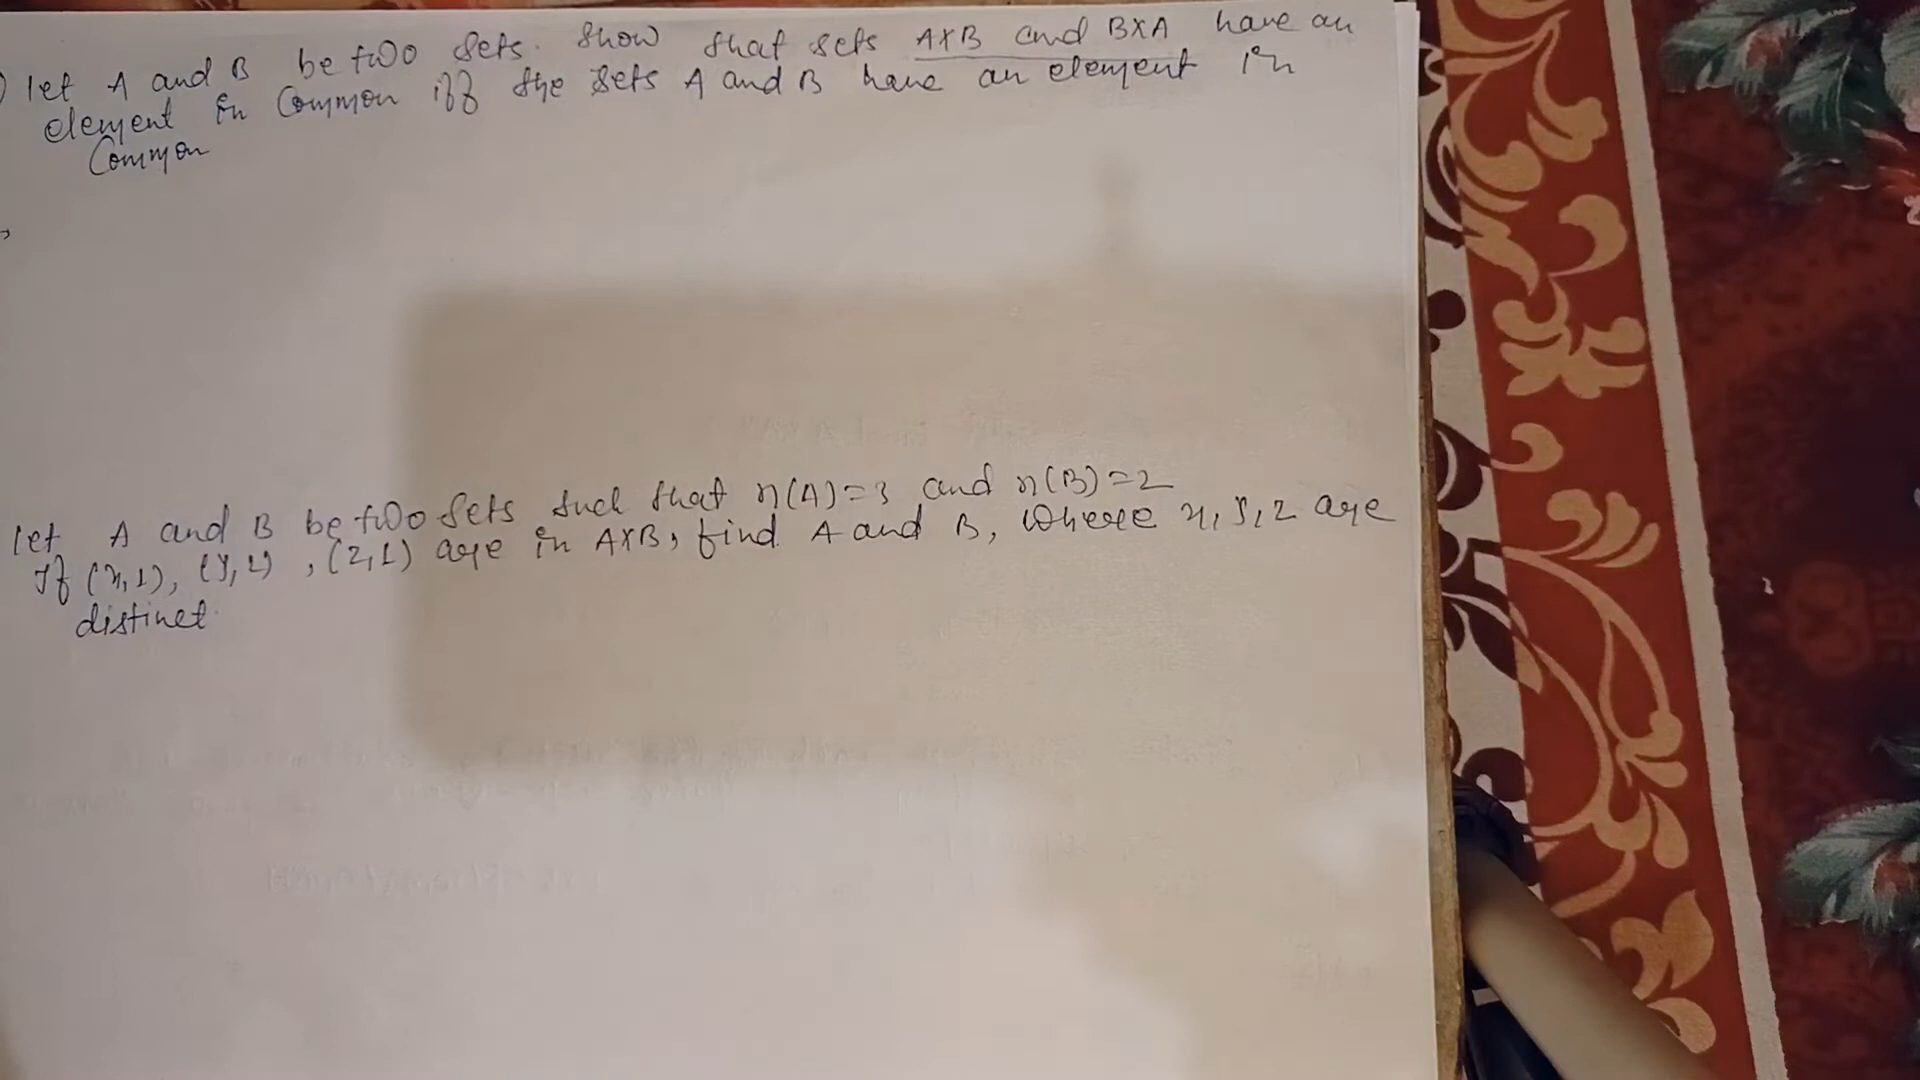 let A and B be two sets. Show that sets A×B and B×A have an
element in Common iff the sets A and B have an element in
Common
let A and B be two sets such that n(A)=3 and n(B)=2
If (x,1), (y,2), (z,1) are in A×B, find A and B, where x, y, z are
distinct.